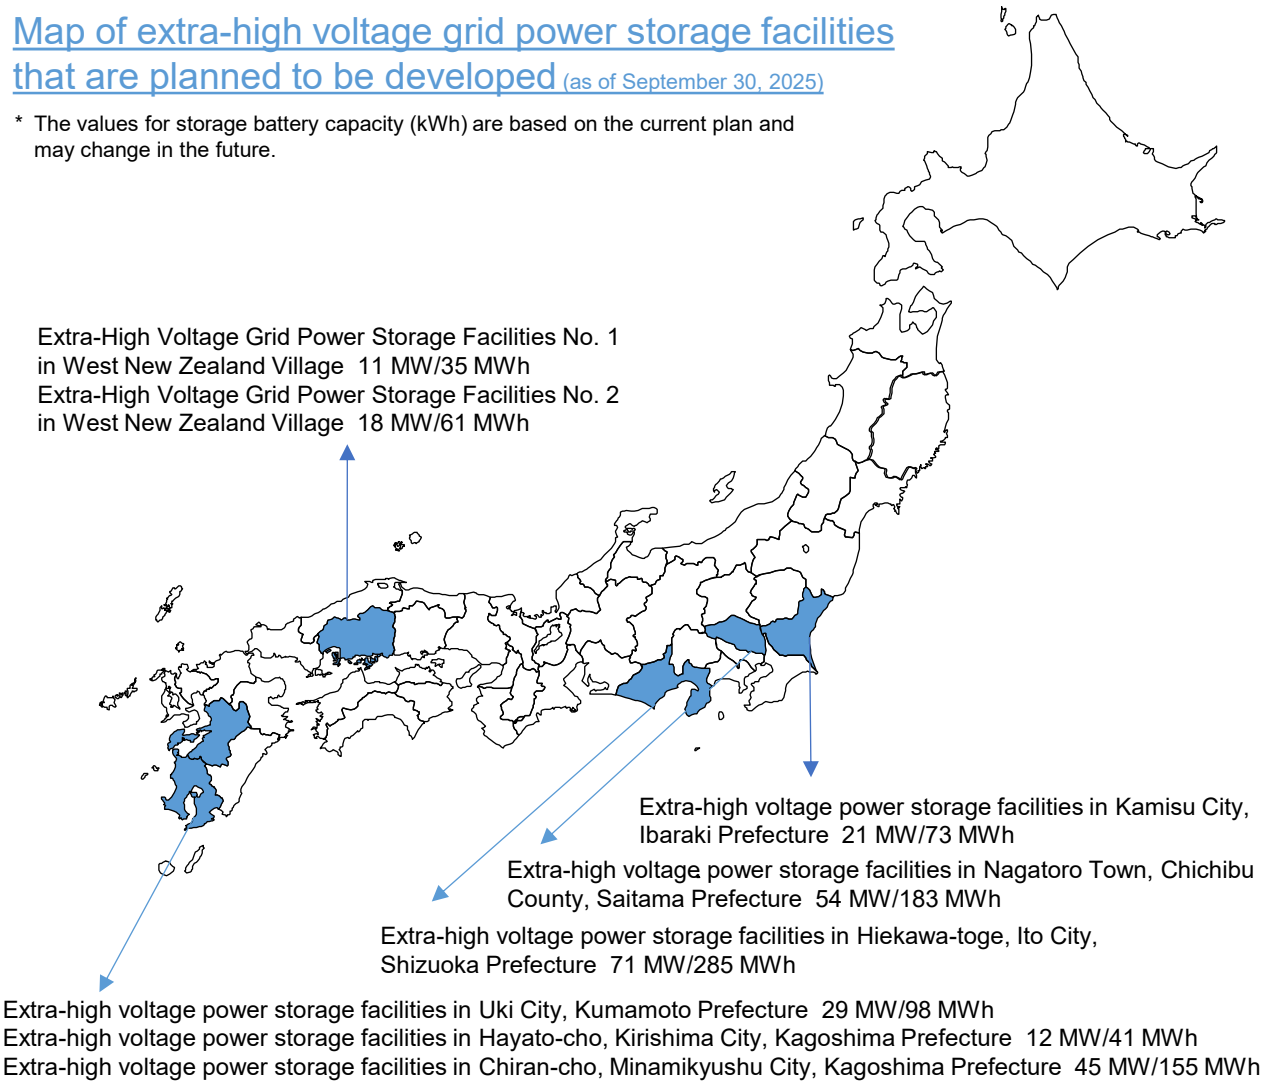 Map of extra-high voltage grid power storage facilities
that are planned to be developed (as of September 30, 2025)
* The values for storage battery capacity (kWh) are based on the current plan and
may change in the future.
Extra-High Voltage Grid Power Storage Facilities No. 1
in West New Zealand Village 11 MW/35 MWh
Extra-High Voltage Grid Power Storage Facilities No. 2
in West New Zealand Village 18 MW/61 MWh
Extra-high voltage power storage facilities in Kamisu City,
Ibaraki Prefecture 21 MW/73 MWh
Extra-high voltage power storage facilities in Nagatoro Town, Chichibu
County, Saitama Prefecture 54 MW/183 MWh
Extra-high voltage power storage facilities in Hiekawa-toge, Ito City,
Shizuoka Prefecture 71 MW/285 MWh
Extra-high voltage power storage facilities in Uki City, Kumamoto Prefecture 29 MW/98 MWh
Extra-high voltage power storage facilities in Hayato-cho, Kirishima City, Kagoshima Prefecture 12 MW/41 MWh
Extra-high voltage power storage facilities in Chiran-cho, Minamikyushu City, Kagoshima Prefecture 45 MW/155 MWh